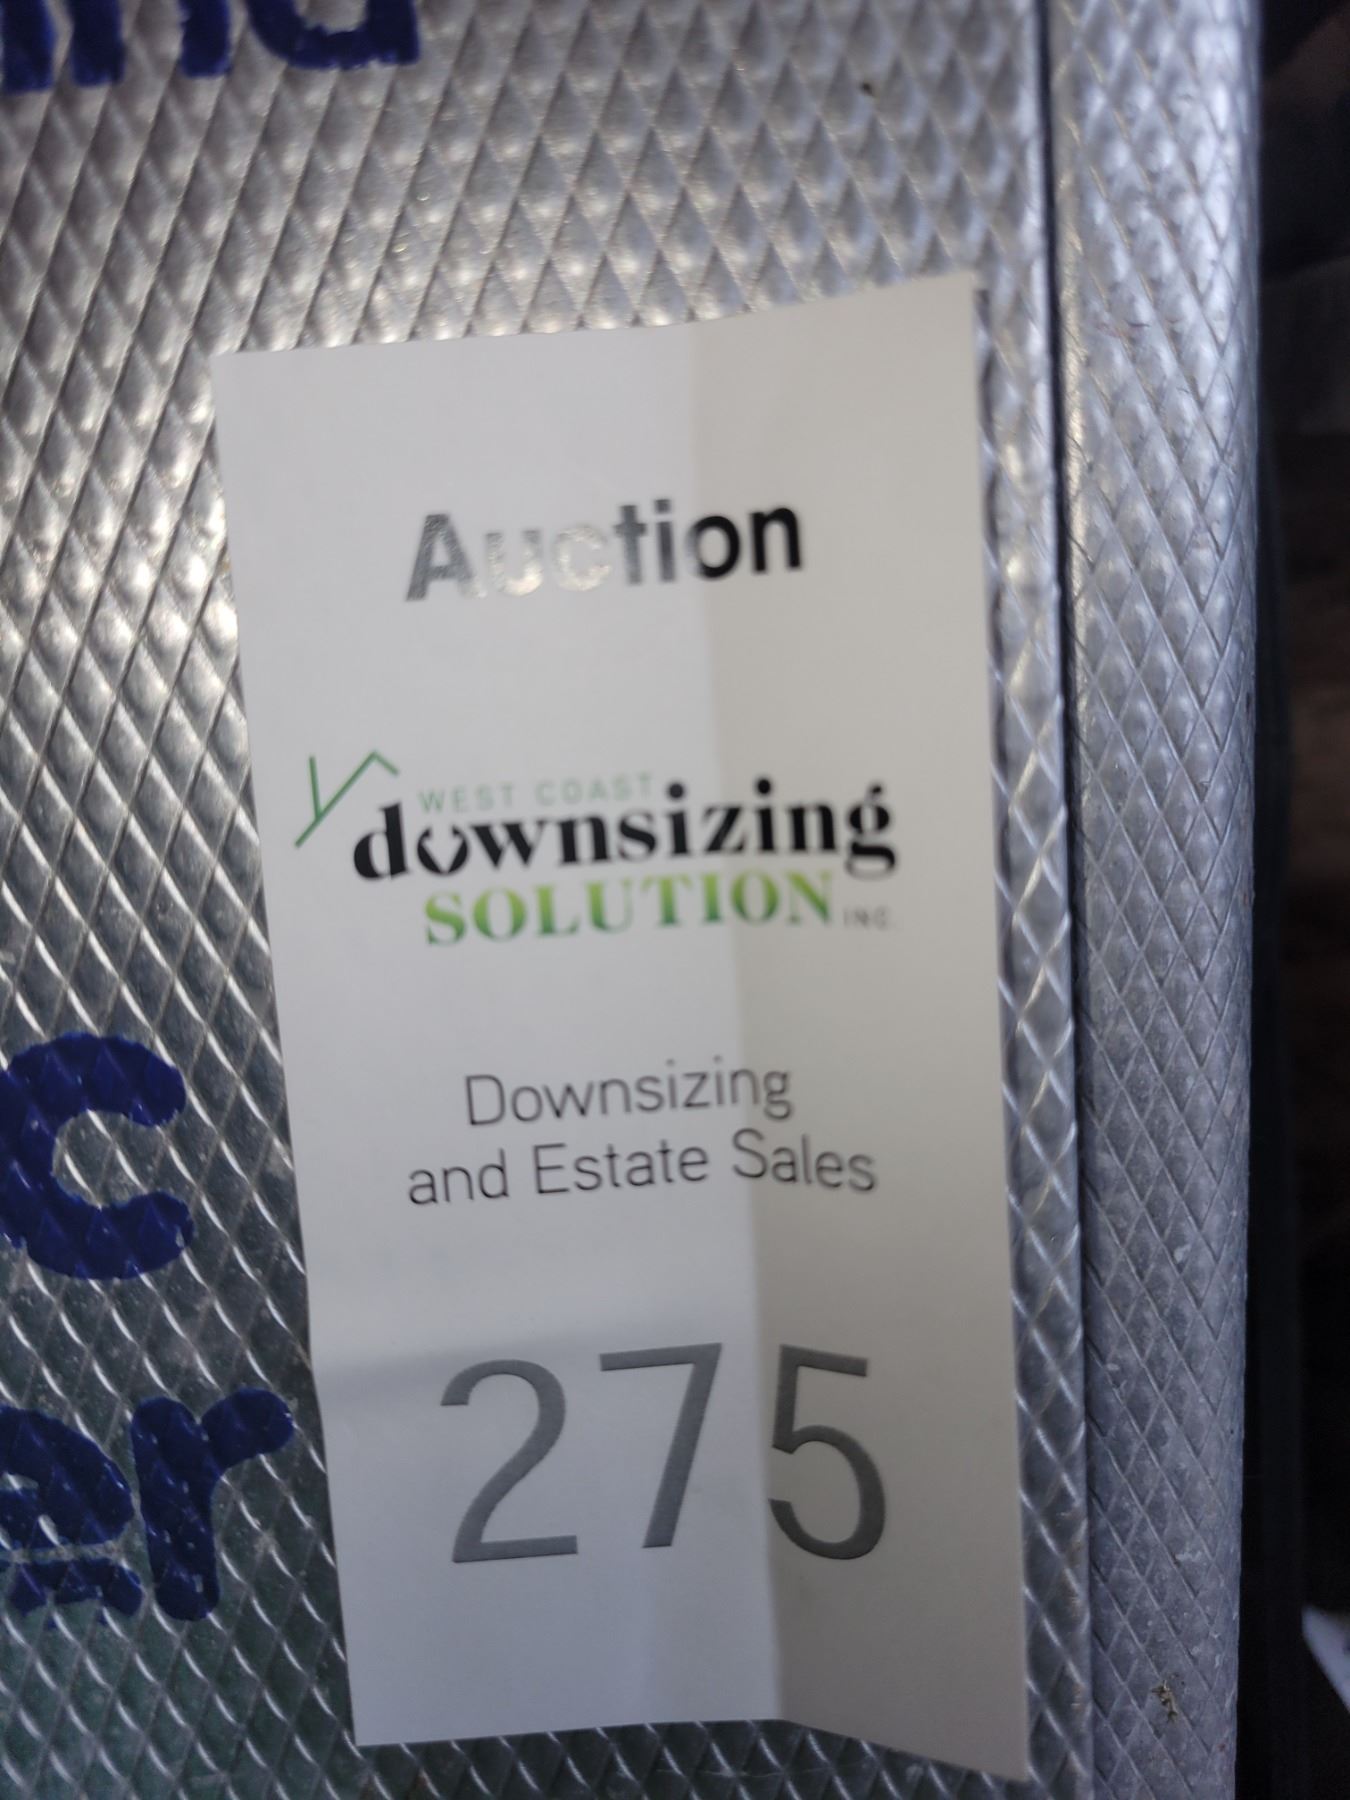 Auction
WEST COAST
downsizing
SOLUTION INC.
Downsizing
and Estate Sales
275